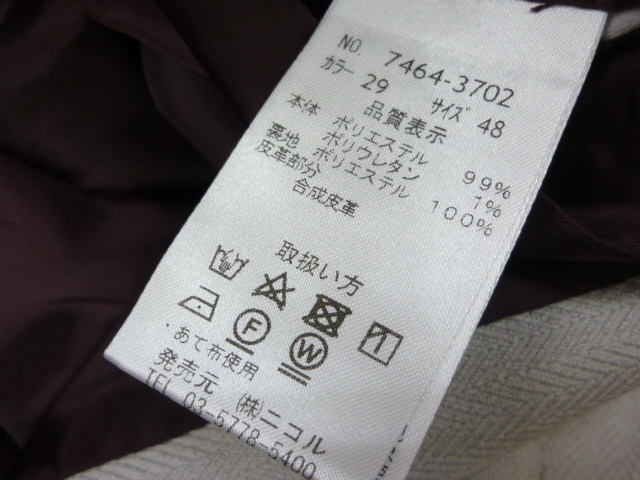 NO. 7464-3702
カラー 29 サイズ 48
品質表示
本体 ポリエステル 99%
ポリウレタン 1%
裏地 ポリエステル 100%
皮革部分
合成皮革
取扱い方
F W
・あて布使用
発売元 (株)ニコル
TEL 03-5778-5400